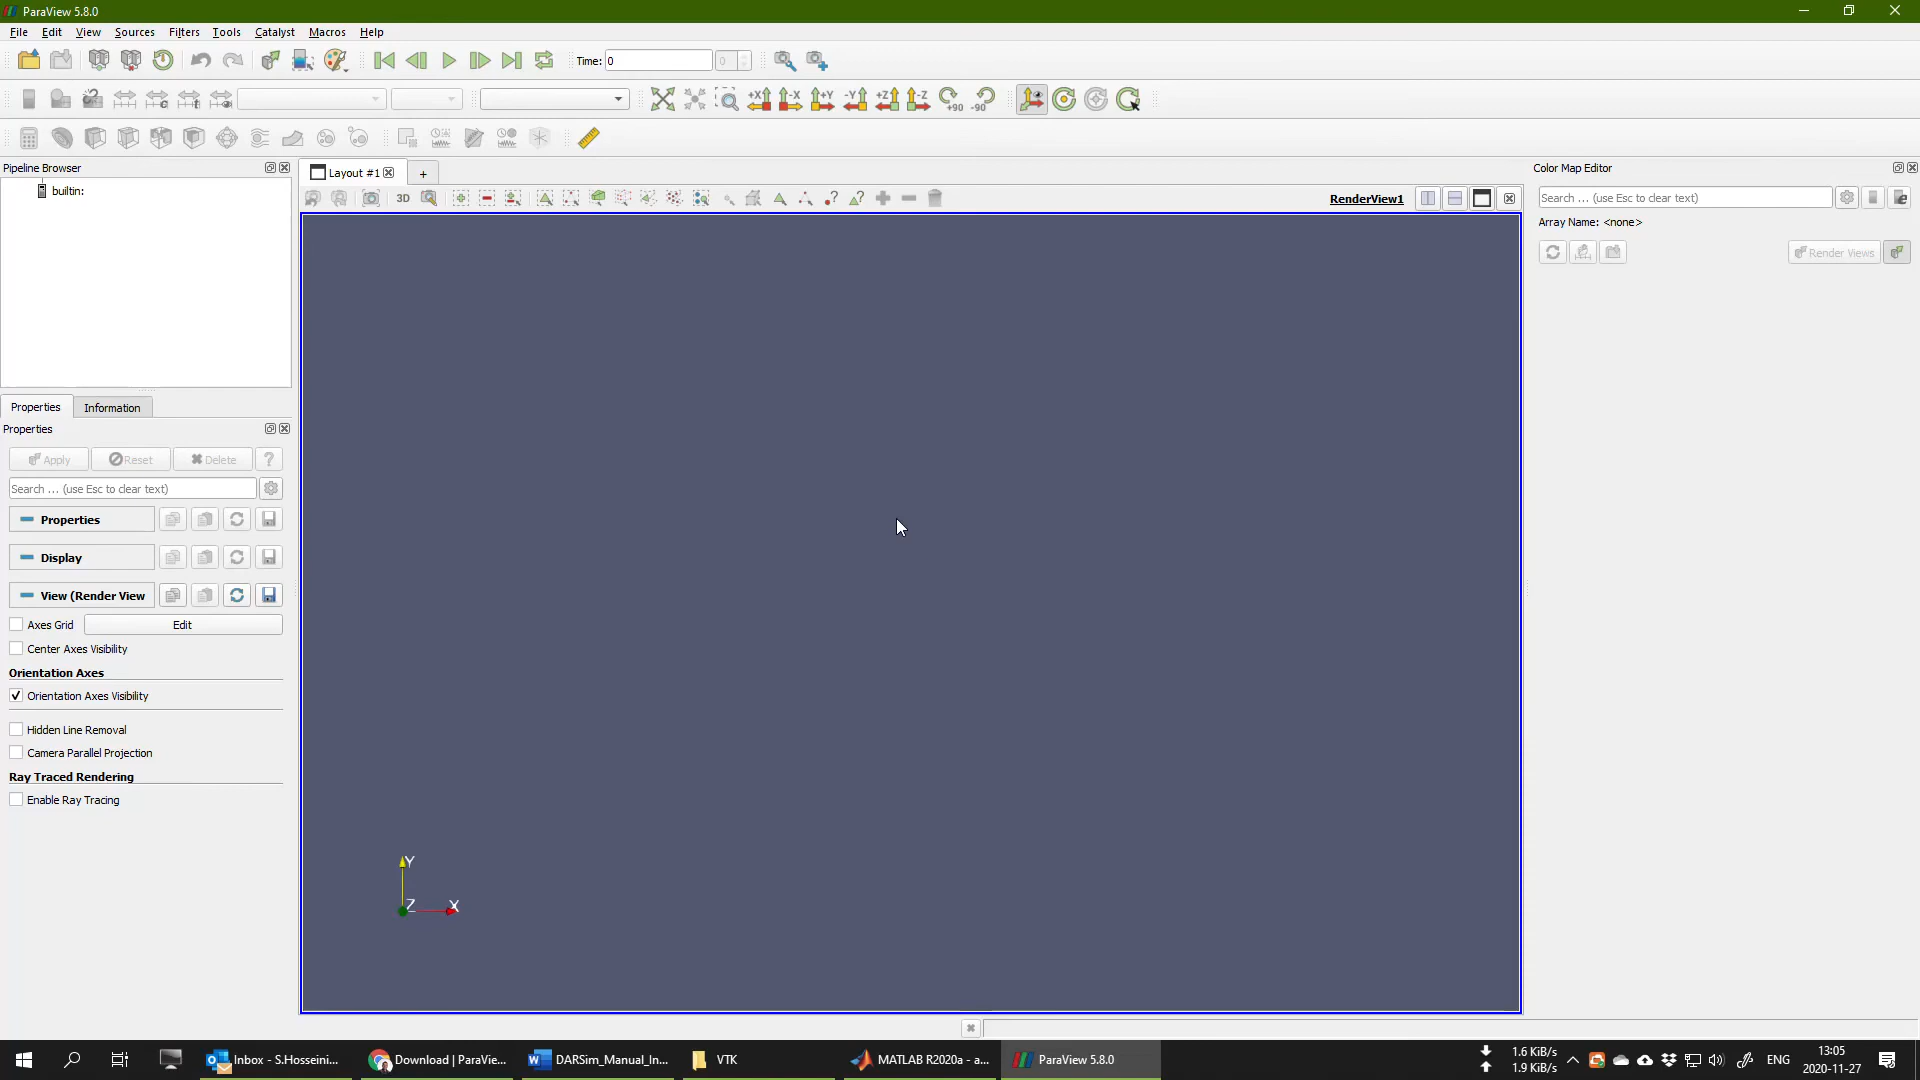 ParaView 5.8.0
File Edit View Sources Filters Tools Catalyst Macros Help
Time: 0 0
+X -X +Y -Y +Z -Z +90 -90
Pipeline Browser
builtin:
Properties Information
Properties
Apply Reset Delete ?
Search ... (use Esc to clear text)
Properties
Display
View (Render View
Axes Grid Edit
Center Axes Visibility
Orientation Axes
Orientation Axes Visibility
Hidden Line Removal
Camera Parallel Projection
Ray Traced Rendering
Enable Ray Tracing
Layout #1 +
3D
RenderView1
Y
Z X
Color Map Editor
Search ... (use Esc to clear text)
Array Name: <none>
Render Views
Inbox - S.Hosseini...
Download | ParaVie...
DARSim_Manual_In...
VTK
MATLAB R2020a - a...
ParaView 5.8.0
1.6 KiB/s
1.9 KiB/s
ENG
13:05
2020-11-27